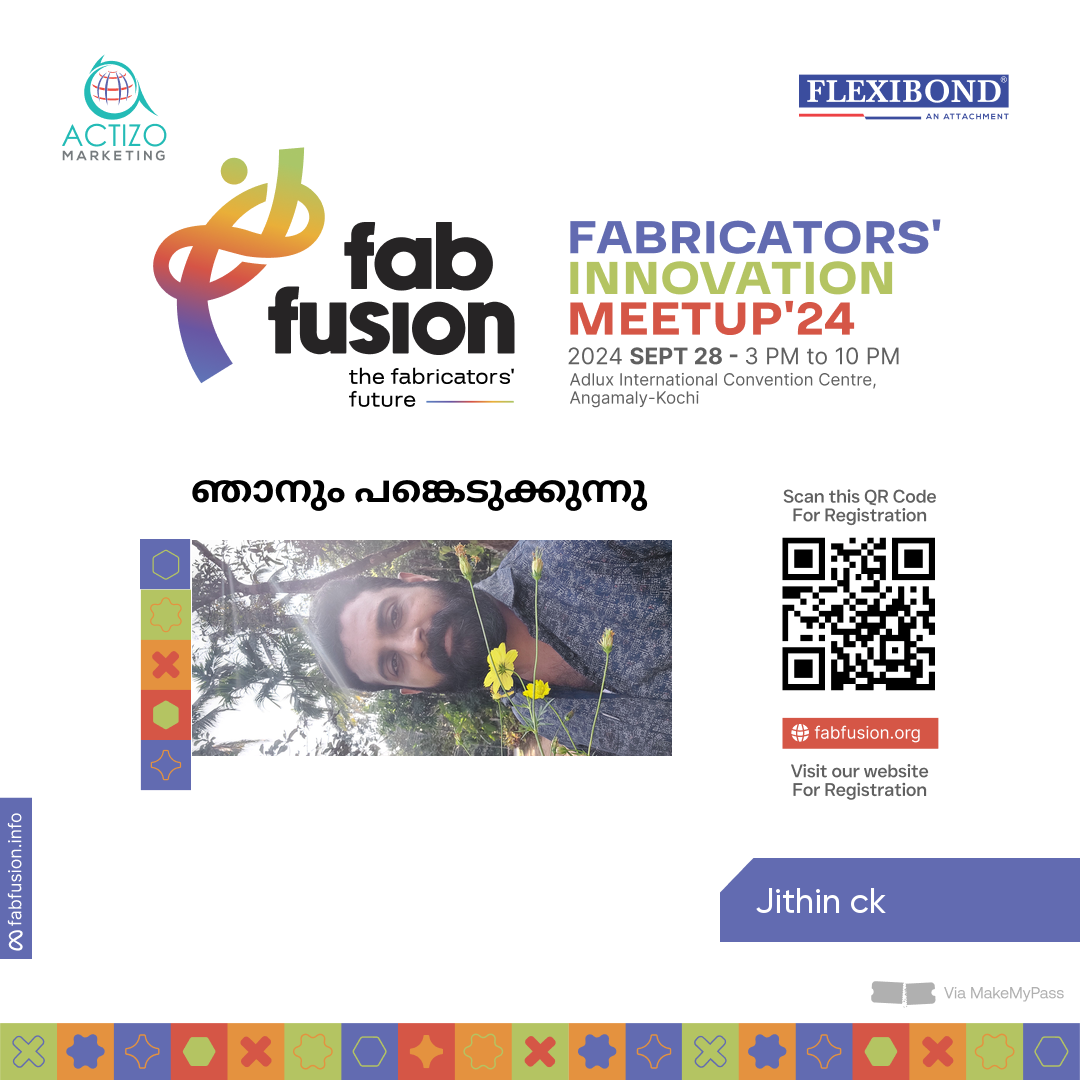 ACTIZO
MARKETING
FLEXIBOND®
AN ATTACHMENT
fab
fusion
the fabricators'
future
FABRICATORS'
INNOVATION
MEETUP'24
2024 SEPT 28 - 3 PM to 10 PM
Adlux International Convention Centre,
Angamaly-Kochi
ഞാനും പങ്കെടുക്കുന്നു
Scan this QR Code
For Registration
fabfusion.org
Visit our website
For Registration
fabfusion.info
Jithin ck
Via MakeMyPass